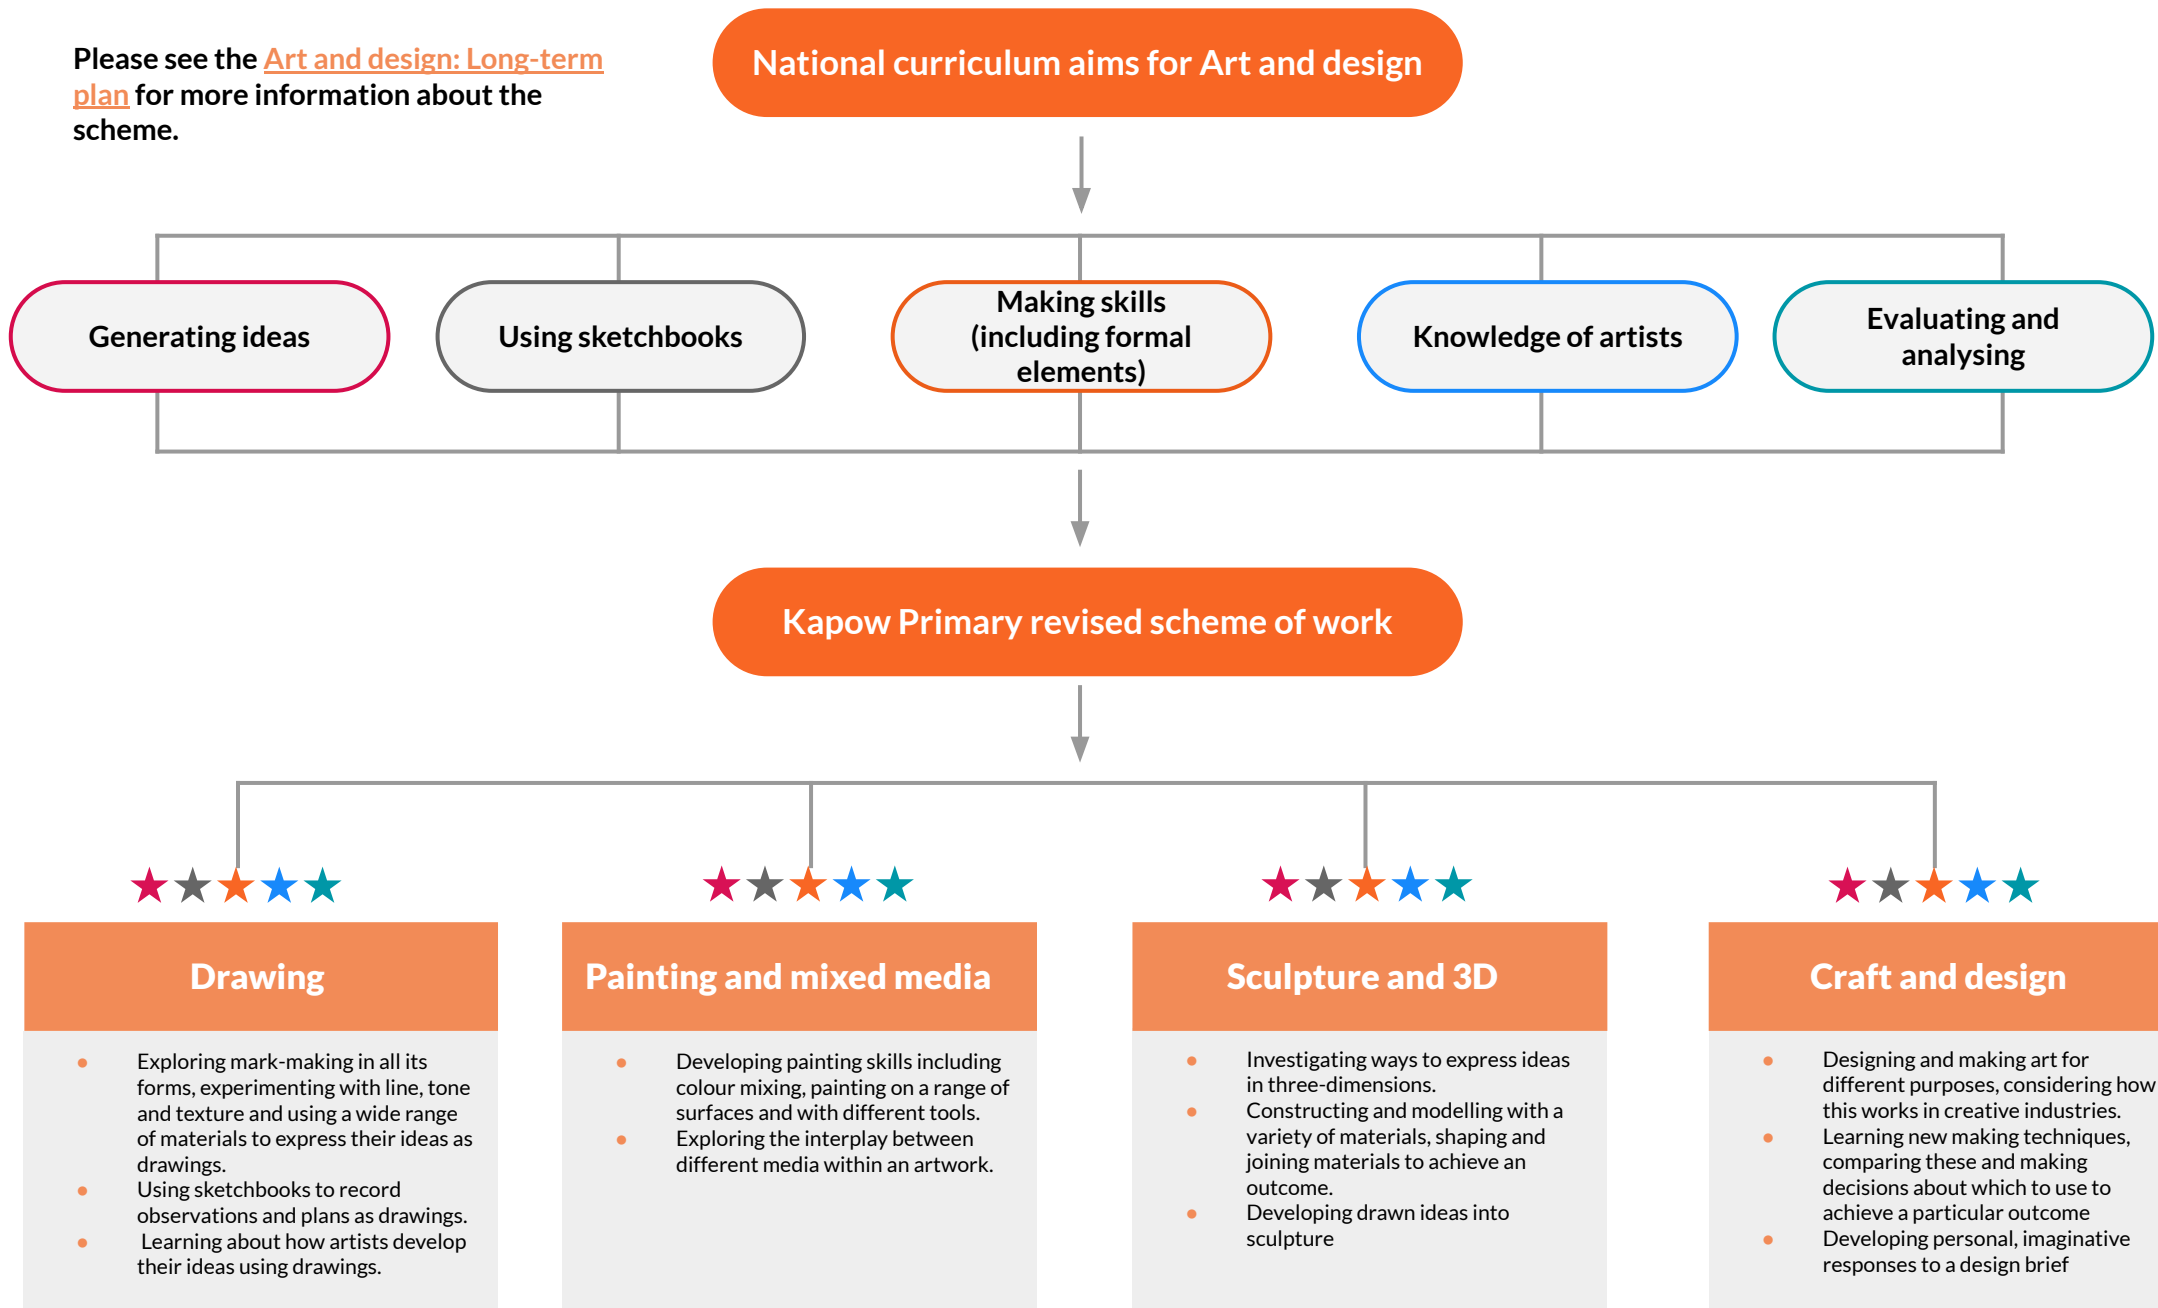 Please see the Art and design: Long-term
plan for more information about the
scheme.
National curriculum aims for Art and design
Generating ideas
Using sketchbooks
Making skills
(including formal
elements)
Knowledge of artists
Evaluating and
analysing
Kapow Primary revised scheme of work
Drawing
● Exploring mark-making in all its
forms, experimenting with line, tone
and texture and using a wide range
of materials to express their ideas as
drawings.
● Using sketchbooks to record
observations and plans as drawings.
● Learning about how artists develop
their ideas using drawings.
Painting and mixed media
● Developing painting skills including
colour mixing, painting on a range of
surfaces and with different tools.
● Exploring the interplay between
different media within an artwork.
Sculpture and 3D
● Investigating ways to express ideas
in three-dimensions.
● Constructing and modelling with a
variety of materials, shaping and
joining materials to achieve an
outcome.
● Developing drawn ideas into
sculpture
Craft and design
● Designing and making art for
different purposes, considering how
this works in creative industries.
● Learning new making techniques,
comparing these and making
decisions about which to use to
achieve a particular outcome
● Developing personal, imaginative
responses to a design brief